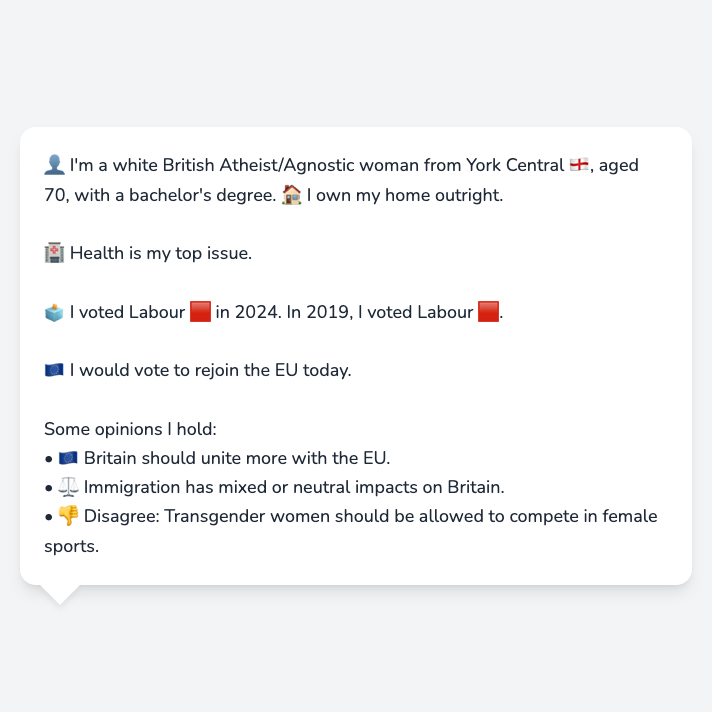 👤 I'm a white British Atheist/Agnostic woman from York Central 🏴󠁧󠁢󠁥󠁮󠁧󠁿, aged
70, with a bachelor's degree. 🏠 I own my home outright.
🏥 Health is my top issue.
🗳️ I voted Labour 🟥 in 2024. In 2019, I voted Labour 🟥.
🇪🇺 I would vote to rejoin the EU today.
Some opinions I hold:
• 🇪🇺 Britain should unite more with the EU.
• ⚖️ Immigration has mixed or neutral impacts on Britain.
• 👎 Disagree: Transgender women should be allowed to compete in female
sports.